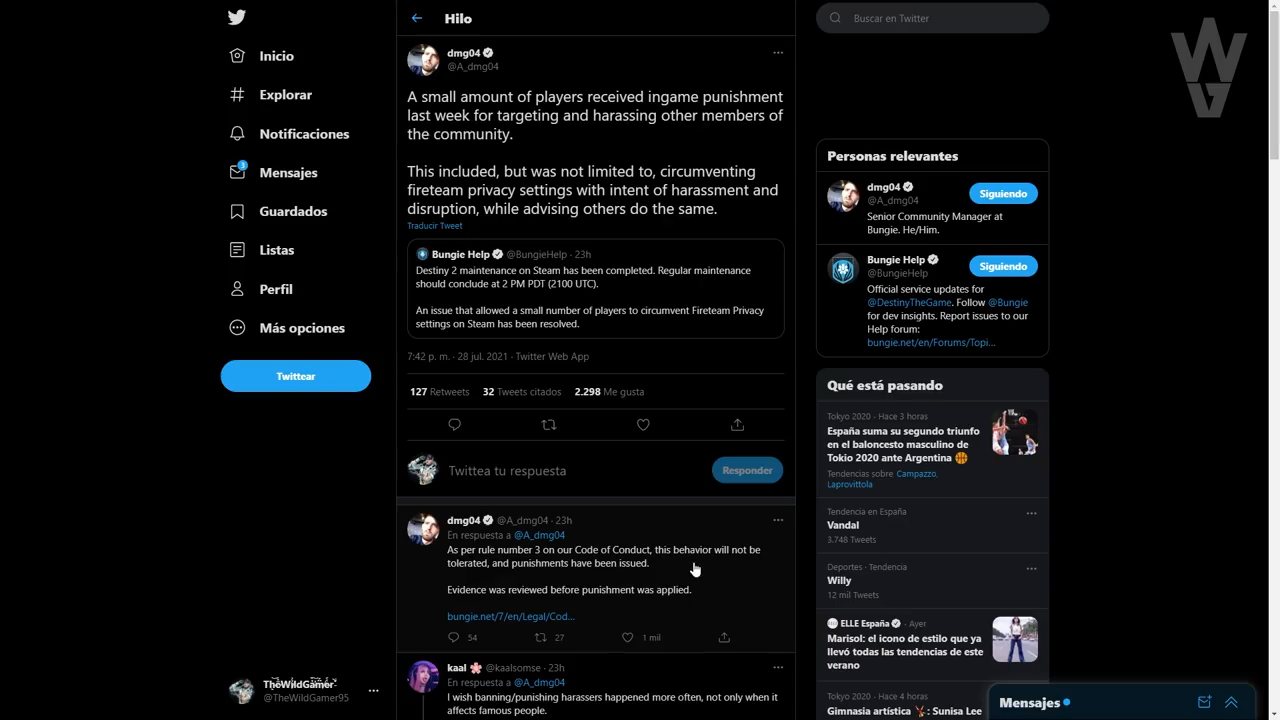 Inicio
Explorar
Notificaciones
3
Mensajes
Guardados
Listas
Perfil
Más opciones
Twittear
TheWildGamer
@TheWildGamer95
Hilo
dmg04
@A_dmg04
A small amount of players received ingame punishment
last week for targeting and harassing other members of
the community.
This included, but was not limited to, circumventing
fireteam privacy settings with intent of harassment and
disruption, while advising others do the same.
Traducir Tweet
Bungie Help @BungieHelp · 23h
Destiny 2 maintenance on Steam has been completed. Regular maintenance
should conclude at 2 PM PDT (2100 UTC).
An issue that allowed a small number of players to circumvent Fireteam Privacy
settings on Steam has been resolved.
7:42 p. m. · 28 jul. 2021 · Twitter Web App
127 Retweets 32 Tweets citados 2.298 Me gusta
Twittea tu respuesta
Responder
dmg04 @A_dmg04 · 23h
En respuesta a @A_dmg04
As per rule number 3 on our Code of Conduct, this behavior will not be
tolerated, and punishments have been issued.
Evidence was reviewed before punishment was applied.
bungie.net/7/en/Legal/Cod...
54 27 1 mil
kaal @kaalsomse · 23h
En respuesta a @A_dmg04
I wish banning/punishing harassers happened more often, not only when it
affects famous people.
Buscar en Twitter
WG
Personas relevantes
dmg04
@A_dmg04
Siguiendo
Senior Community Manager at
Bungie. He/Him.
Bungie Help
@BungieHelp
Siguiendo
Official service updates for
@DestinyTheGame. Follow @Bungie
for dev insights. Report issues to our
Help forum:
bungie.net/en/Forums/Topi...
Qué está pasando
Tokyo 2020 · Hace 3 horas
España suma su segundo triunfo
en el baloncesto masculino de
Tokio 2020 ante Argentina
Tendencias sobre Campazzo,
Laprovittola
Tendencia en España
Vandal
3.748 Tweets
Deportes · Tendencia
Willy
12 mil Tweets
ELLE España · Ayer
Marisol: el icono de estilo que ya
llevó todas las tendencias de este
verano
Tokyo 2020 · Hace 4 horas
Gimnasia artística : Sunisa Lee
Mensajes